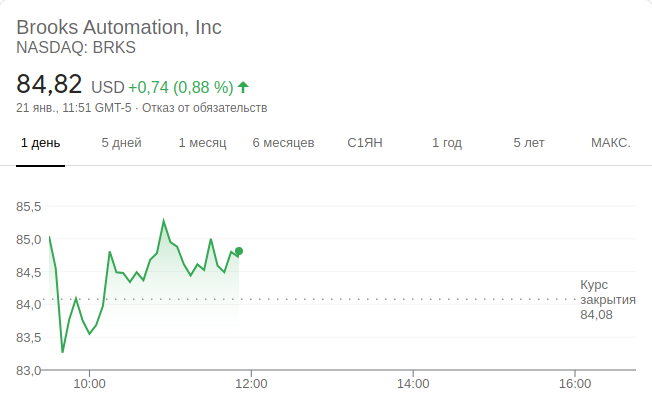 Brooks Automation, Inc
NASDAQ: BRKS
84,82 USD +0,74 (0,88 %)
21 янв., 11:51 GMT-5 · Отказ от обязательств
1 день 5 дней 1 месяц 6 месяцев С1ЯН 1 год 5 лет МАКС.
85,5
85,0
84,5
Курс
84,0 закрытия
84,08
83,5
83,0
10:00 12:00 14:00 16:00